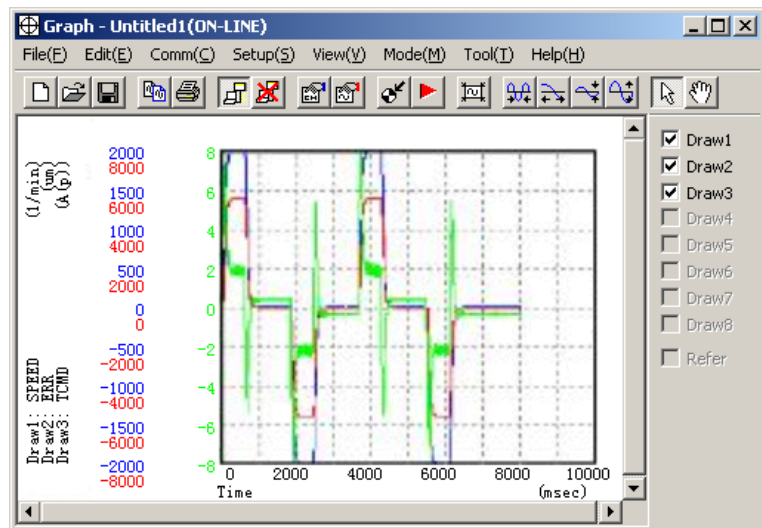 Graph - Untitled1(ON-LINE)
File(F) Edit(E) Comm(C) Setup(S) View(V) Mode(M) Tool(T) Help(H)
Draw1
Draw2
Draw3
Draw4
Draw5
Draw6
Draw7
Draw8
Refer
(1/min)
(um)
(A(p))
Draw1: SPEED
Draw2: ERR
Draw3: TCMD
2000 8
8000
1500 6
6000
1000 4
4000
500 2
2000
0 0
0
-500 -2
-2000
-1000 -4
-4000
-1500 -6
-6000
-2000 -8
-8000
0 2000 4000 6000 8000 10000
Time (msec)